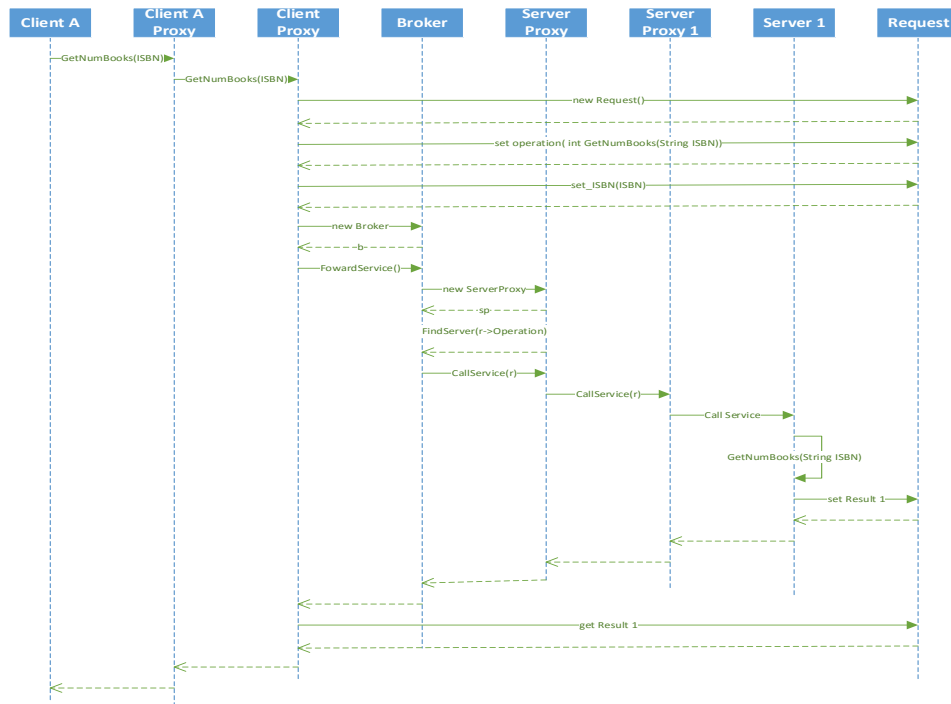 Client A
Client A
Proxy
Client
Proxy
Broker
Server
Proxy
Server
Proxy 1
Server 1
Request
GetNumBooks(ISBN)
GetNumBooks(ISBN)
new Request()
set operation( int GetNumBooks(String ISBN))
set_ISBN(ISBN)
new Broker
b
FowardService()
new ServerProxy
sp
FindServer(r->Operation)
CallService(r)
CallService(r)
Call Service
GetNumBooks(String ISBN)
set Result 1
get Result 1